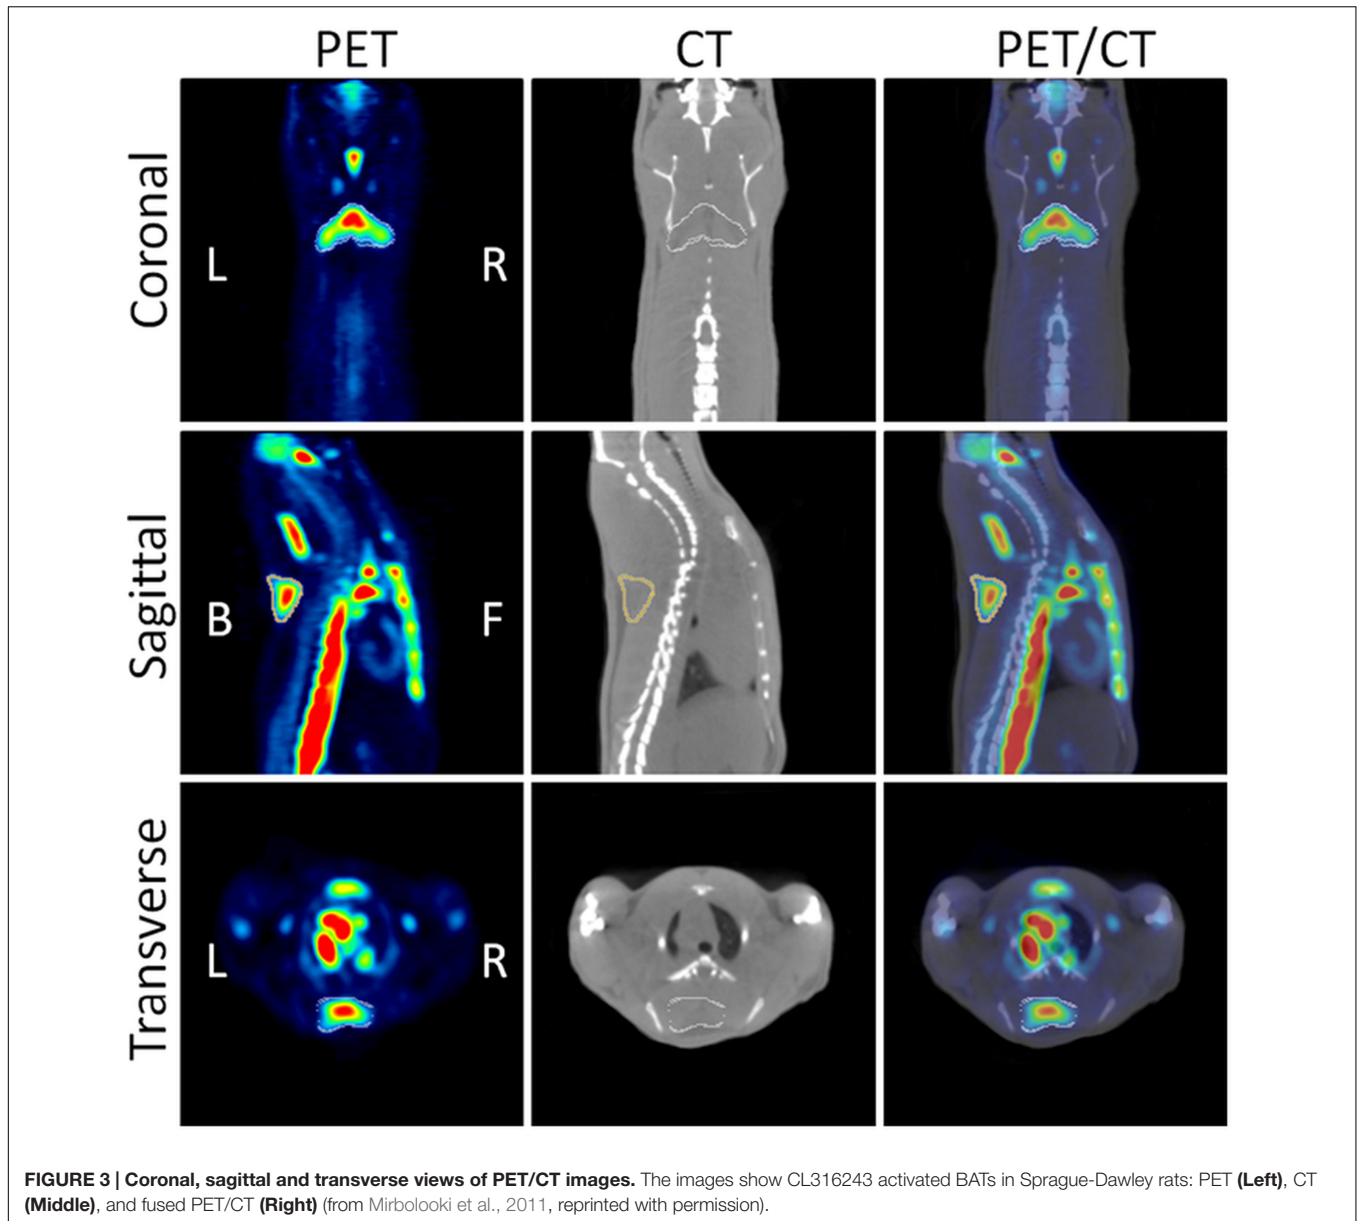 PET CT PET/CT
Coronal
L R
Sagittal
B F
Transverse
L R
FIGURE 3 | Coronal, sagittal and transverse views of PET/CT images. The images show CL316243 activated BATs in Sprague-Dawley rats: PET (Left), CT
(Middle), and fused PET/CT (Right) (from Mirbolooki et al., 2011, reprinted with permission).